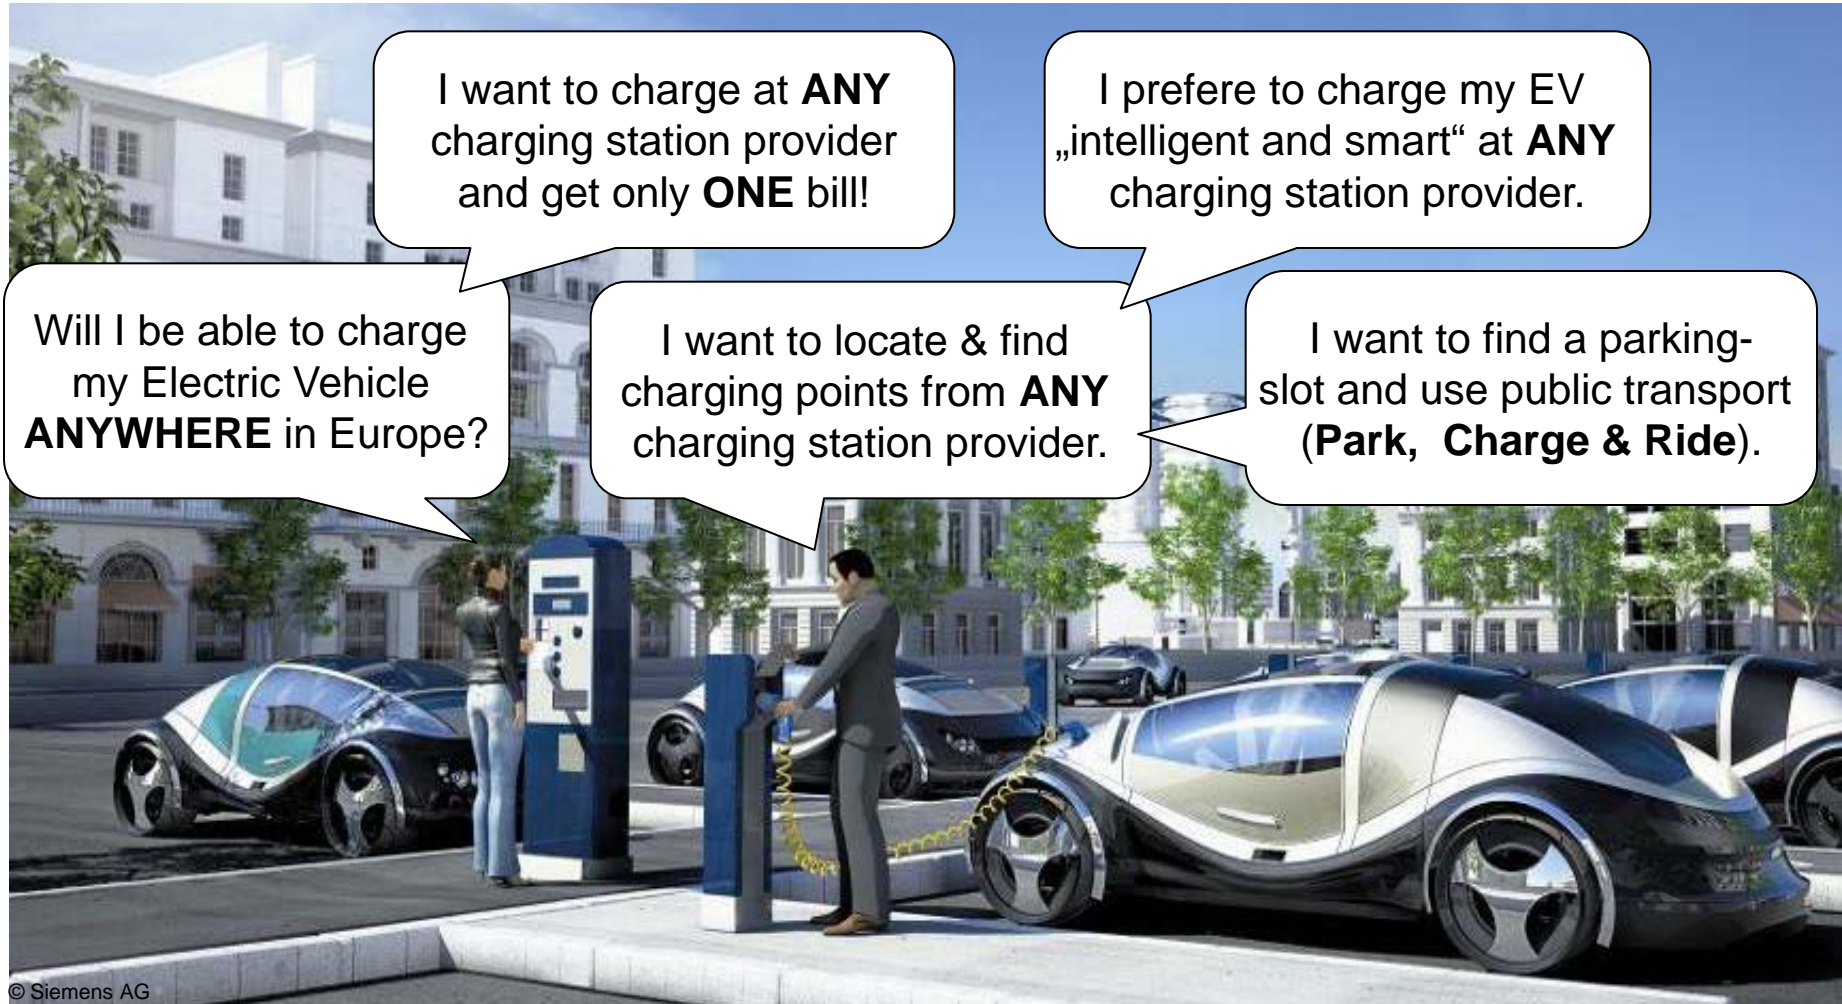 I want to charge at ANY
charging station provider
and get only ONE bill!
I prefere to charge my EV
„intelligent and smart“ at ANY
charging station provider.
Will I be able to charge
my Electric Vehicle
ANYWHERE in Europe?
I want to locate & find
charging points from ANY
charging station provider.
I want to find a parking-
slot and use public transport
(Park,  Charge & Ride).
© Siemens AG